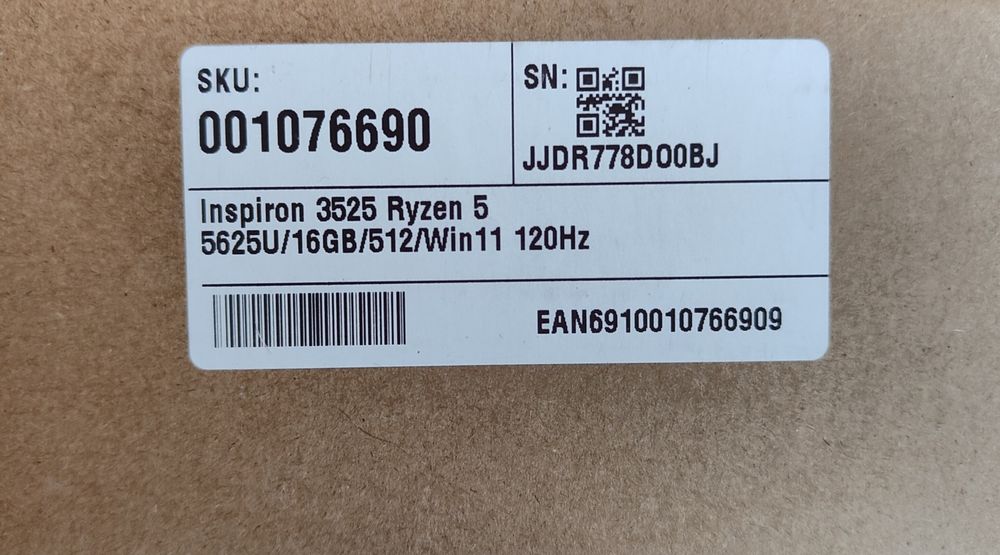 SKU:
001076690
SN:
JJDR778D00BJ
Inspiron 3525 Ryzen 5
5625U/16GB/512/Win11 120Hz
EAN6910010766909